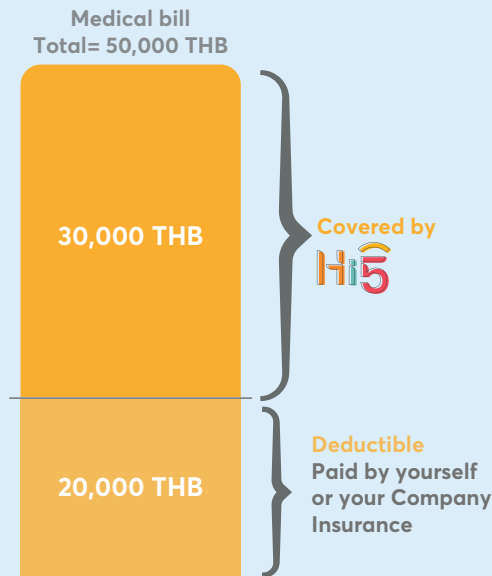 Medical bill
Total= 50,000 THB
30,000 THB
Covered by
Hi5
20,000 THB
Deductible
Paid by yourself
or your Company
Insurance